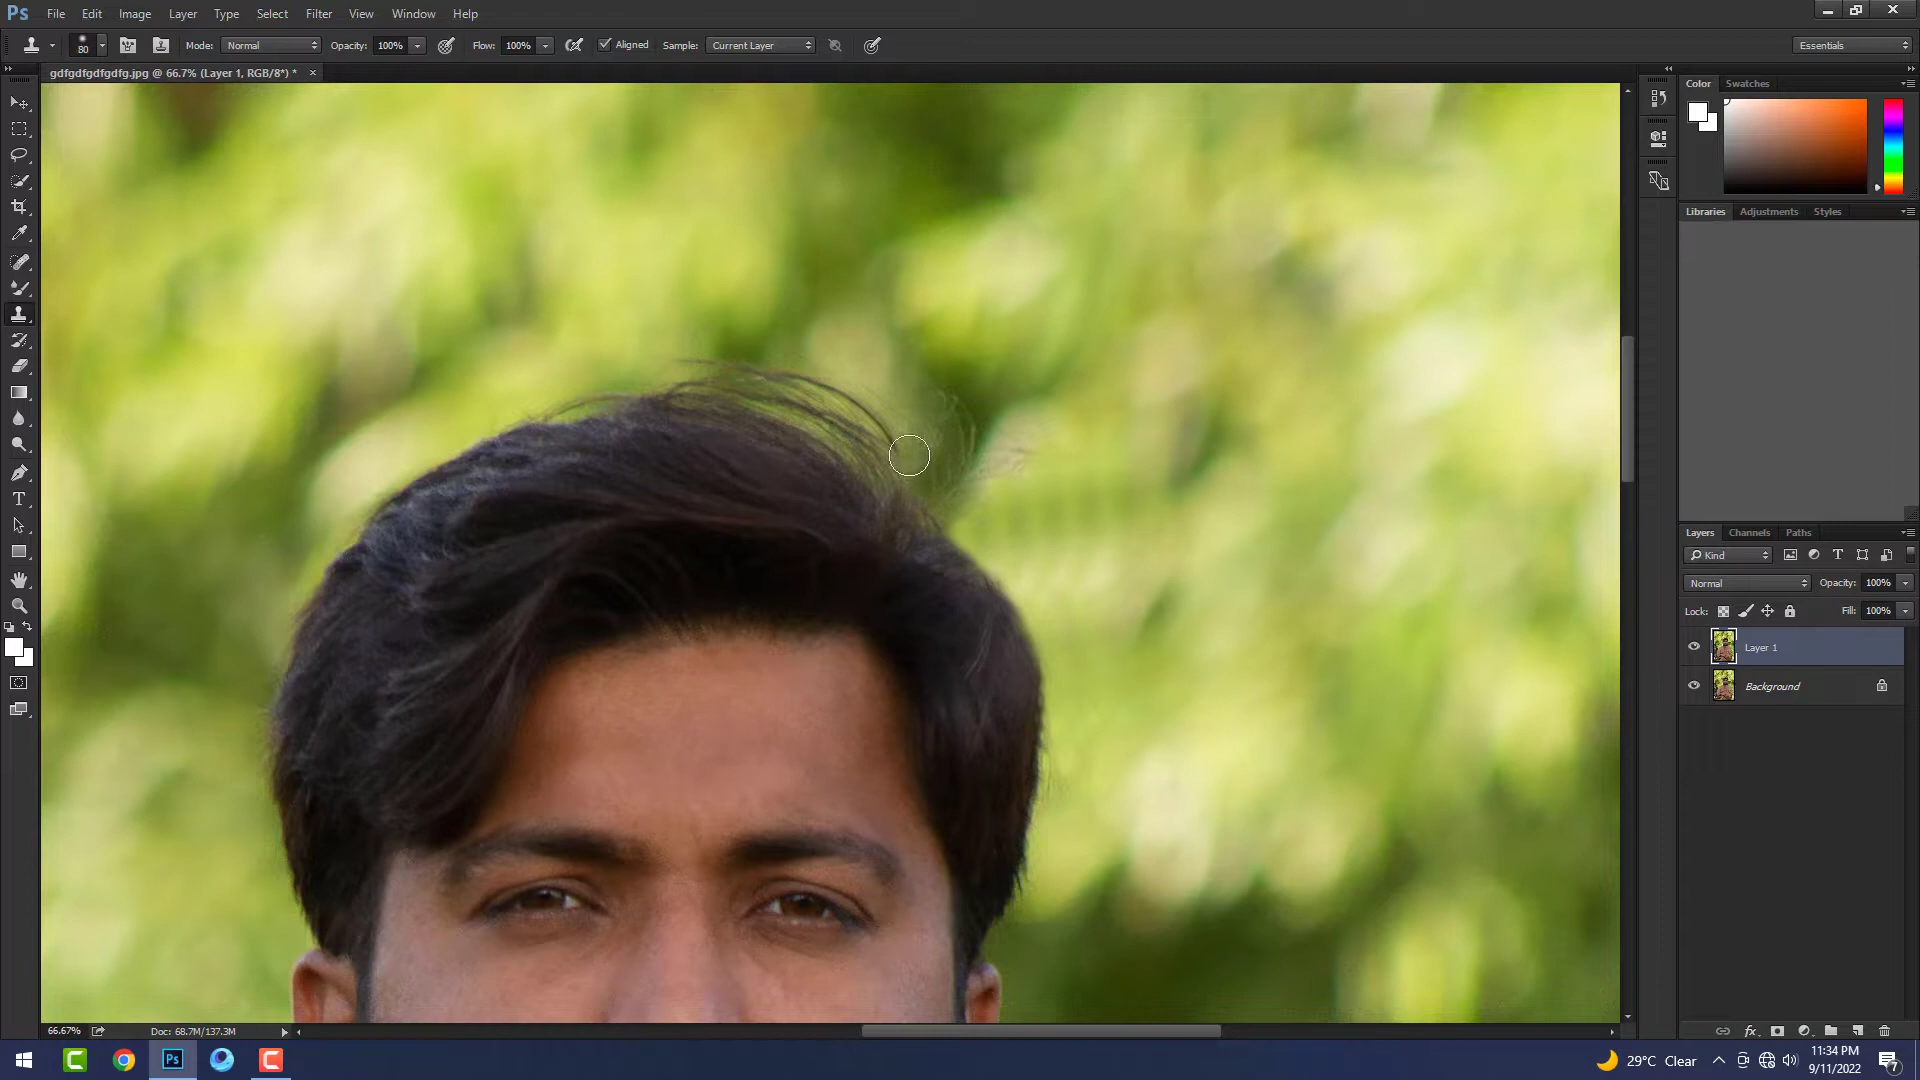 Ps File Edit Image Layer Type Select Filter View Window Help
80 Mode: Normal Opacity: 100% Flow: 100% Aligned Sample: Current Layer Essentials
gdfgdfgdfgdfg.jpg @ 66.7% (Layer 1, RGB/8*) * ×
Color Swatches
Libraries Adjustments Styles
Layers Channels Paths
Kind
Normal Opacity: 100%
Lock: Fill: 100%
Layer 1
Background
66.67% Doc: 68.7M/137.3M
fx
Ps 29°C Clear 11:34 PM
9/11/2022 7